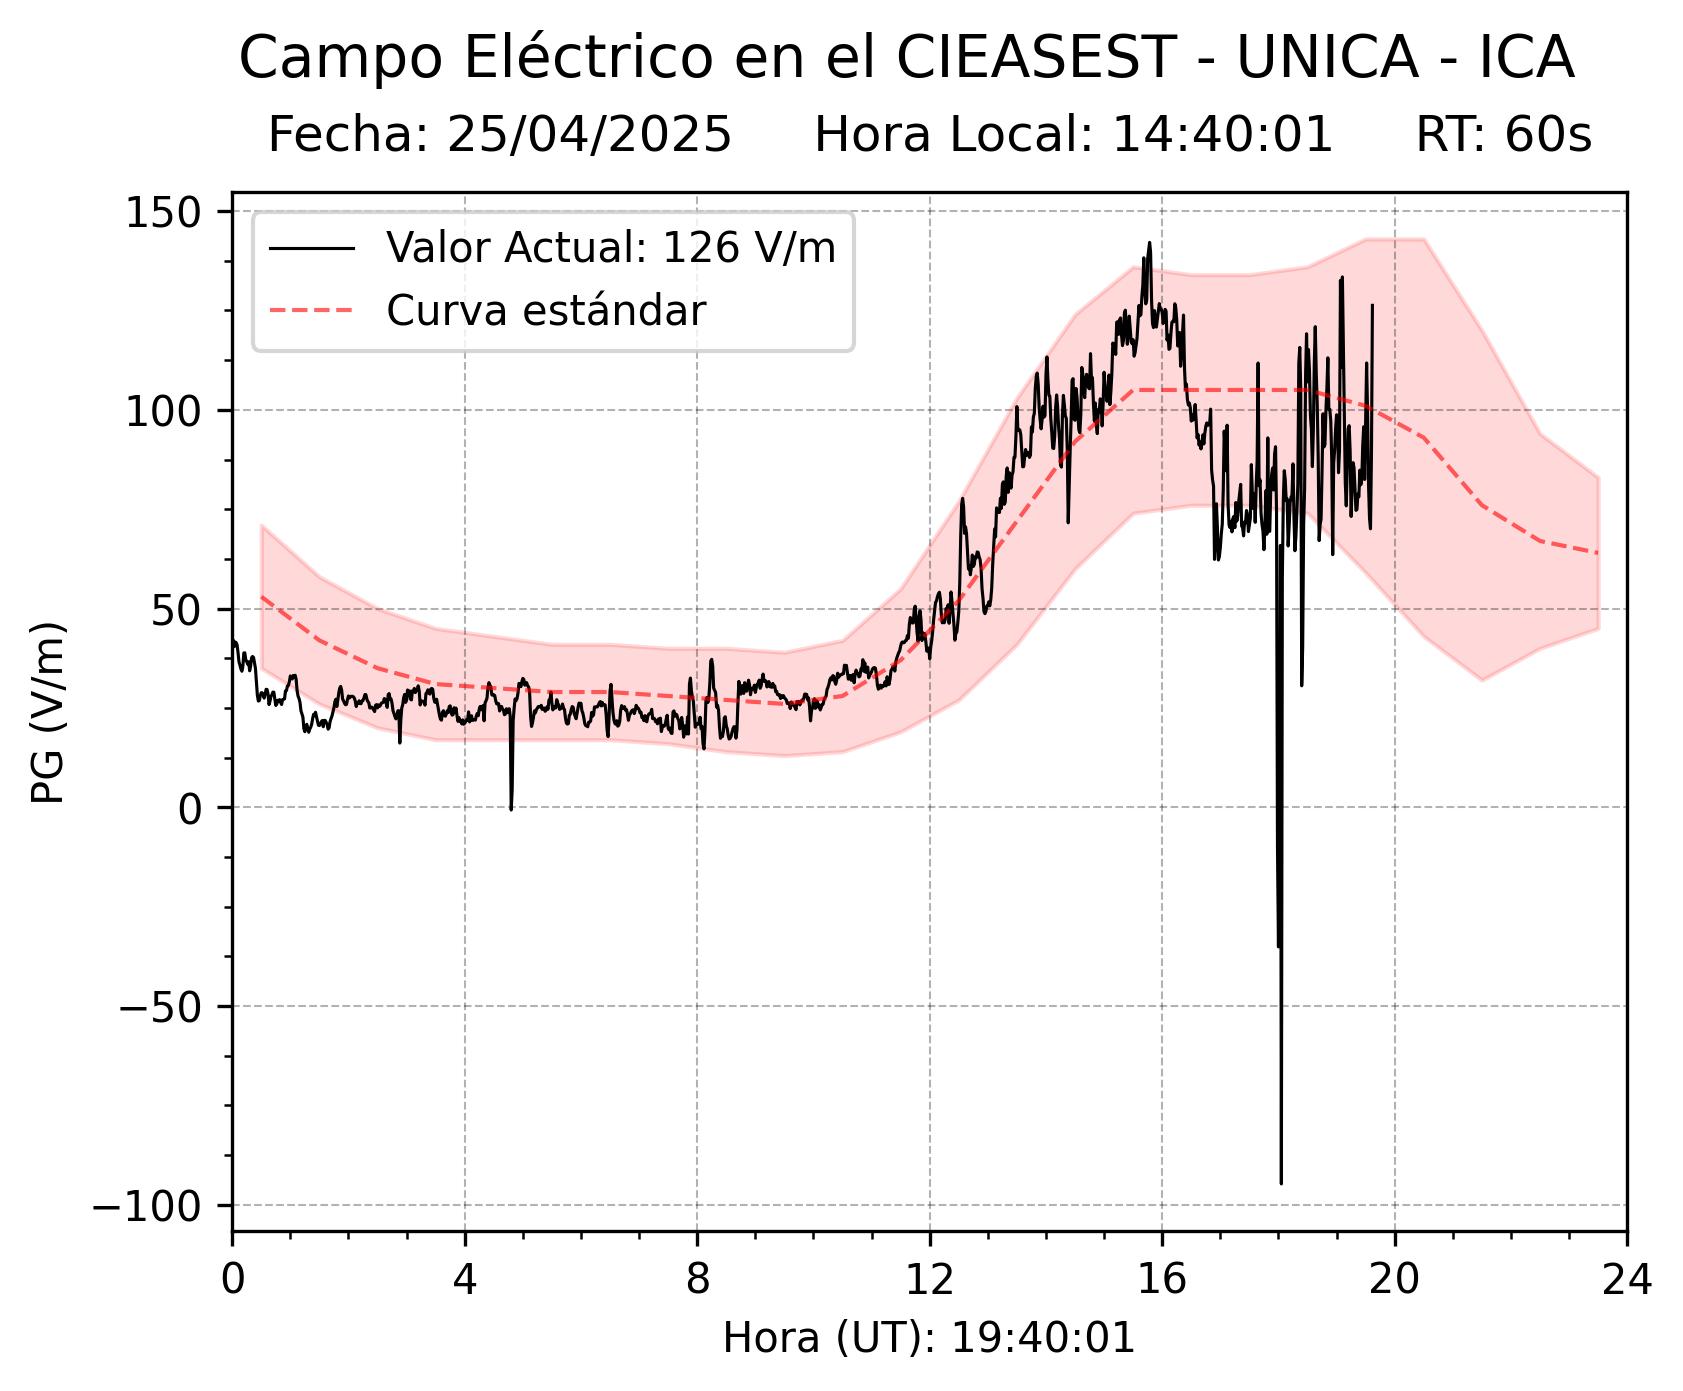 Campo Eléctrico en el CIEASEST - UNICA - ICA
Fecha: 25/04/2025 Hora Local: 14:40:01 RT: 60s
Valor Actual: 126 V/m
Curva estándar
PG (V/m)
150
100
50
0
−50
−100
0 4 8 12 16 20 24
Hora (UT): 19:40:01